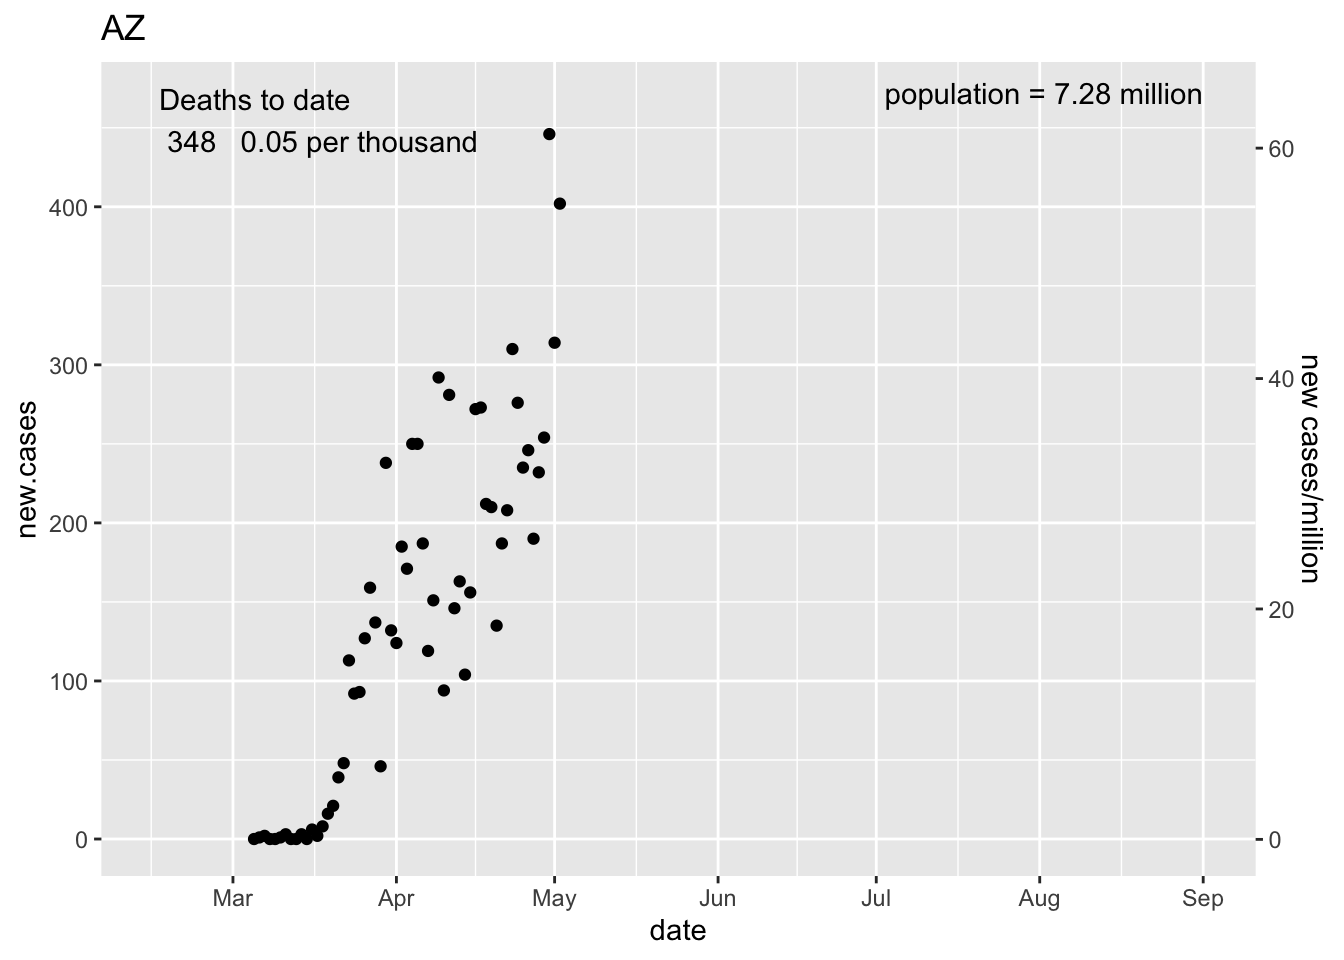 AZ
Deaths to date
348 0.05 per thousand
population = 7.28 million
400
300
200
100
0
new.cases
60
40
20
0
new cases/million
Mar Apr May Jun Jul Aug Sep
date